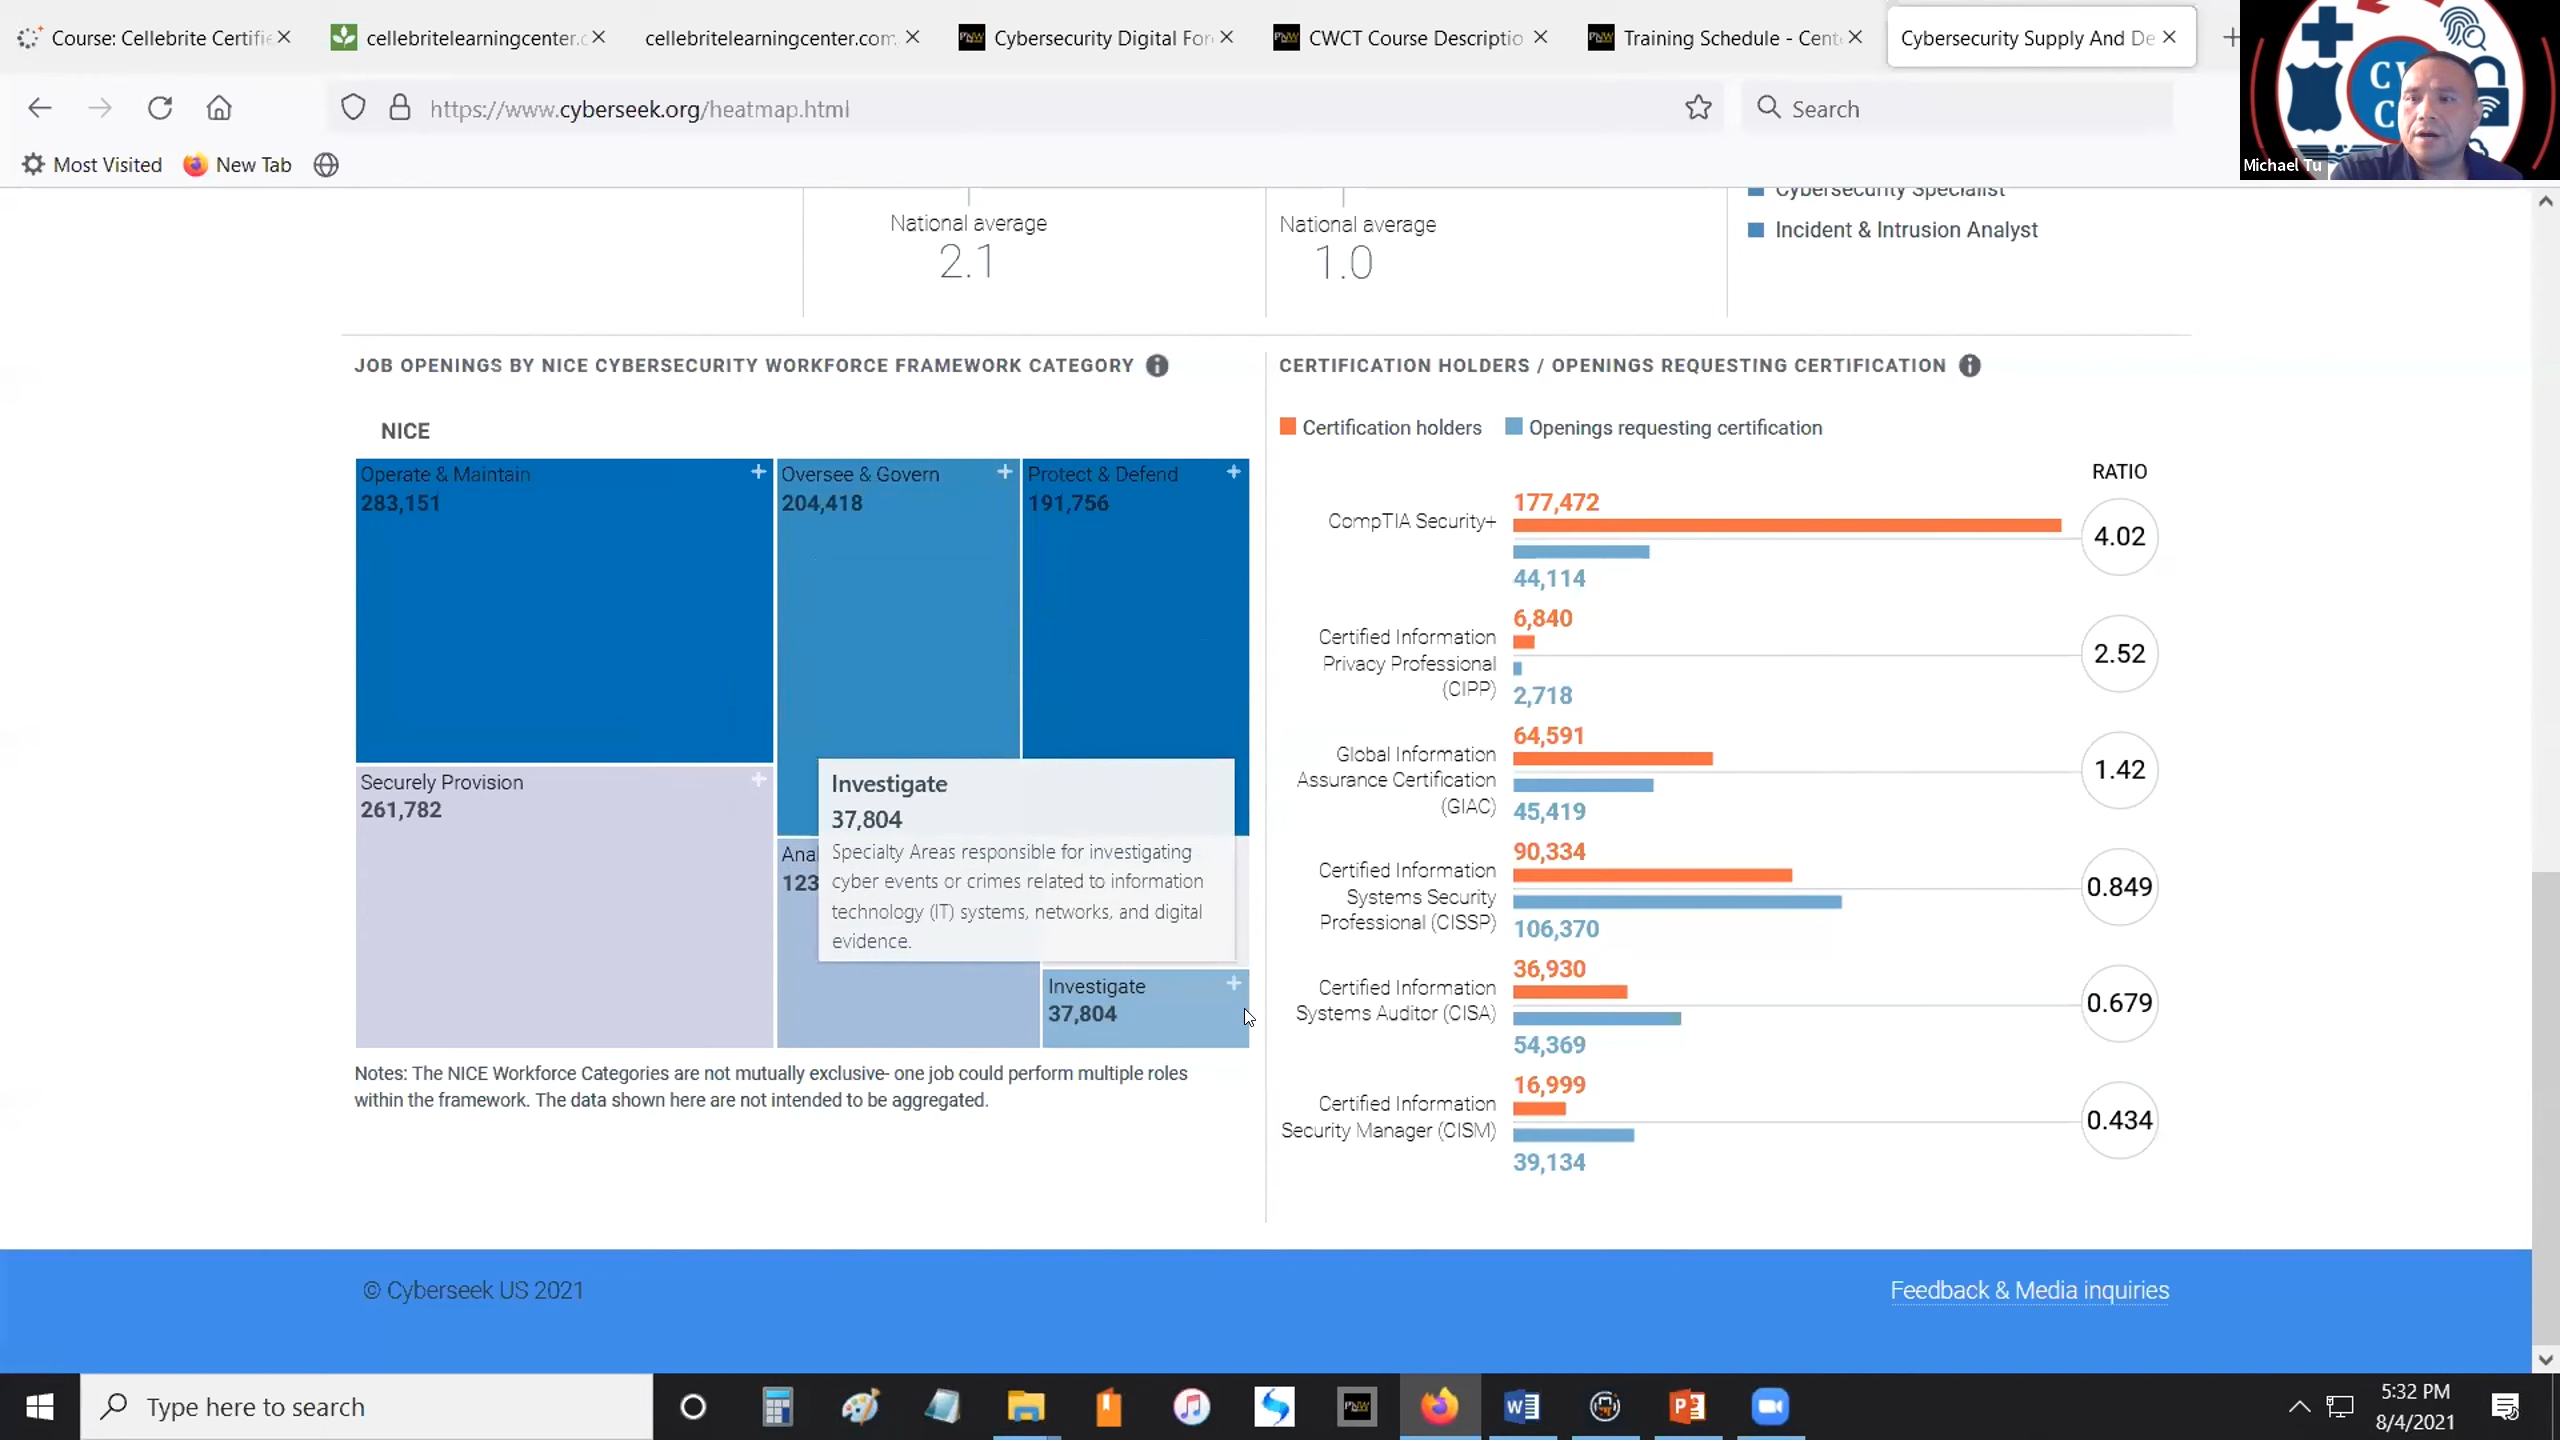 Course: Cellebrite Certifie
cellebritelearningcenter.c
cellebritelearningcenter.com
Cybersecurity Digital For
CWCT Course Descriptio
Training Schedule - Cent
Cybersecurity Supply And De
https://www.cyberseek.org/heatmap.html
Search
Most Visited
New Tab
Michael Tu
National average
2.1
National average
1.0
Cybersecurity Specialist
Incident & Intrusion Analyst
JOB OPENINGS BY NICE CYBERSECURITY WORKFORCE FRAMEWORK CATEGORY
NICE
Operate & Maintain
283,151
Oversee & Govern
204,418
Protect & Defend
191,756
Securely Provision
261,782
Anal
123
Investigate
37,804
Specialty Areas responsible for investigating
cyber events or crimes related to information
technology (IT) systems, networks, and digital
evidence.
Investigate
37,804
Notes: The NICE Workforce Categories are not mutually exclusive- one job could perform multiple roles
within the framework. The data shown here are not intended to be aggregated.
CERTIFICATION HOLDERS / OPENINGS REQUESTING CERTIFICATION
Certification holders
Openings requesting certification
RATIO
CompTIA Security+
177,472
44,114
4.02
Certified Information
Privacy Professional
(CIPP)
6,840
2,718
2.52
Global Information
Assurance Certification
(GIAC)
64,591
45,419
1.42
Certified Information
Systems Security
Professional (CISSP)
90,334
106,370
0.849
Certified Information
Systems Auditor (CISA)
36,930
54,369
0.679
Certified Information
Security Manager (CISM)
16,999
39,134
0.434
© Cyberseek US 2021
Feedback & Media inquiries
Type here to search
5:32 PM
8/4/2021